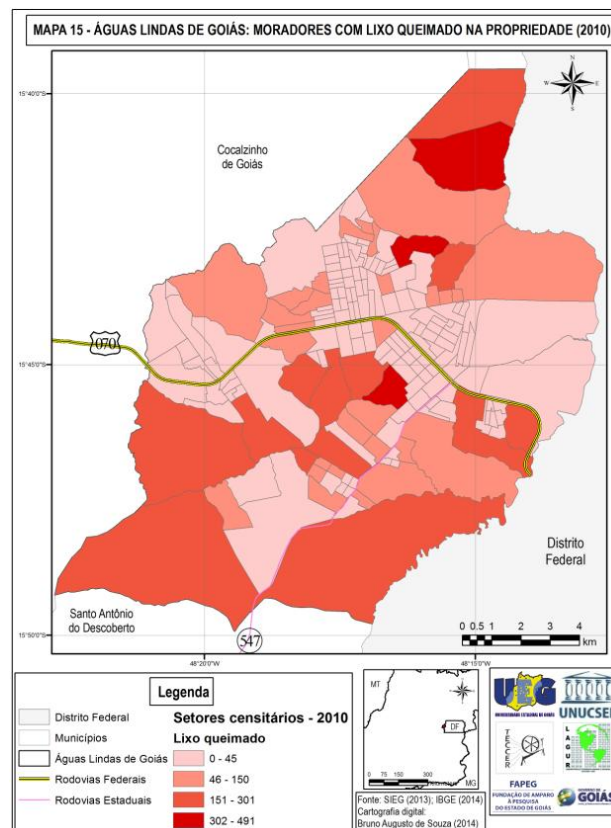 MAPA 15 - ÁGUAS LINDAS DE GOIÁS: MORADORES COM LIXO QUEIMADO NA PROPRIEDADE (2010)
15°40'0"S
15°45'0"S
15°50'0"S
Cocalzinho
de Goiás
N
W
E
S
070
Distrito
Federal
Santo Antônio
do Descoberto
547
0 0.5 1 2 3 4
km
48°20'0"W
48°15'0"W
Legenda
Distrito Federal
Municípios
Águas Lindas de Goiás
Rodovias Federais
Rodovias Estaduais
Setores censitários - 2010
Lixo queimado
0 - 45
46 - 150
151 - 301
302 - 491
MT
DF
MG
0 75 150 300
Fonte: SIEG (2013); IBGE (2014)
Cartografia digital:
Bruno Augusto de Souza (2014)
UEG
UNIVERSIDADE ESTADUAL DE GOIÁS
UNUCSEH
TECCER
LAGUR
FAPEG
FUNDAÇÃO DE AMPARO
À PESQUISA
DO ESTADO DE GOIÁS
GOIÁS